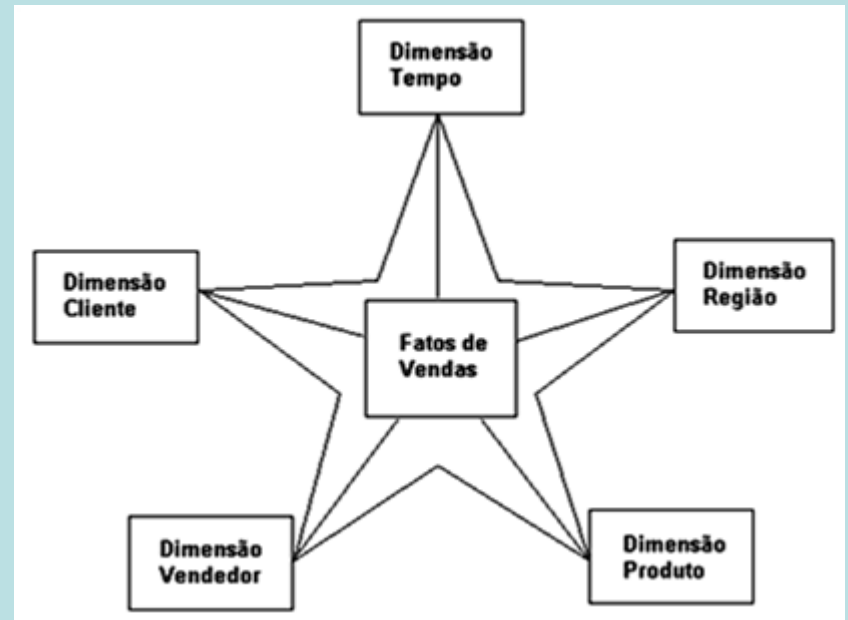 Dimensão
Tempo
Dimensão
Cliente
Dimensão
Região
Fatos de
Vendas
Dimensão
Vendedor
Dimensão
Produto